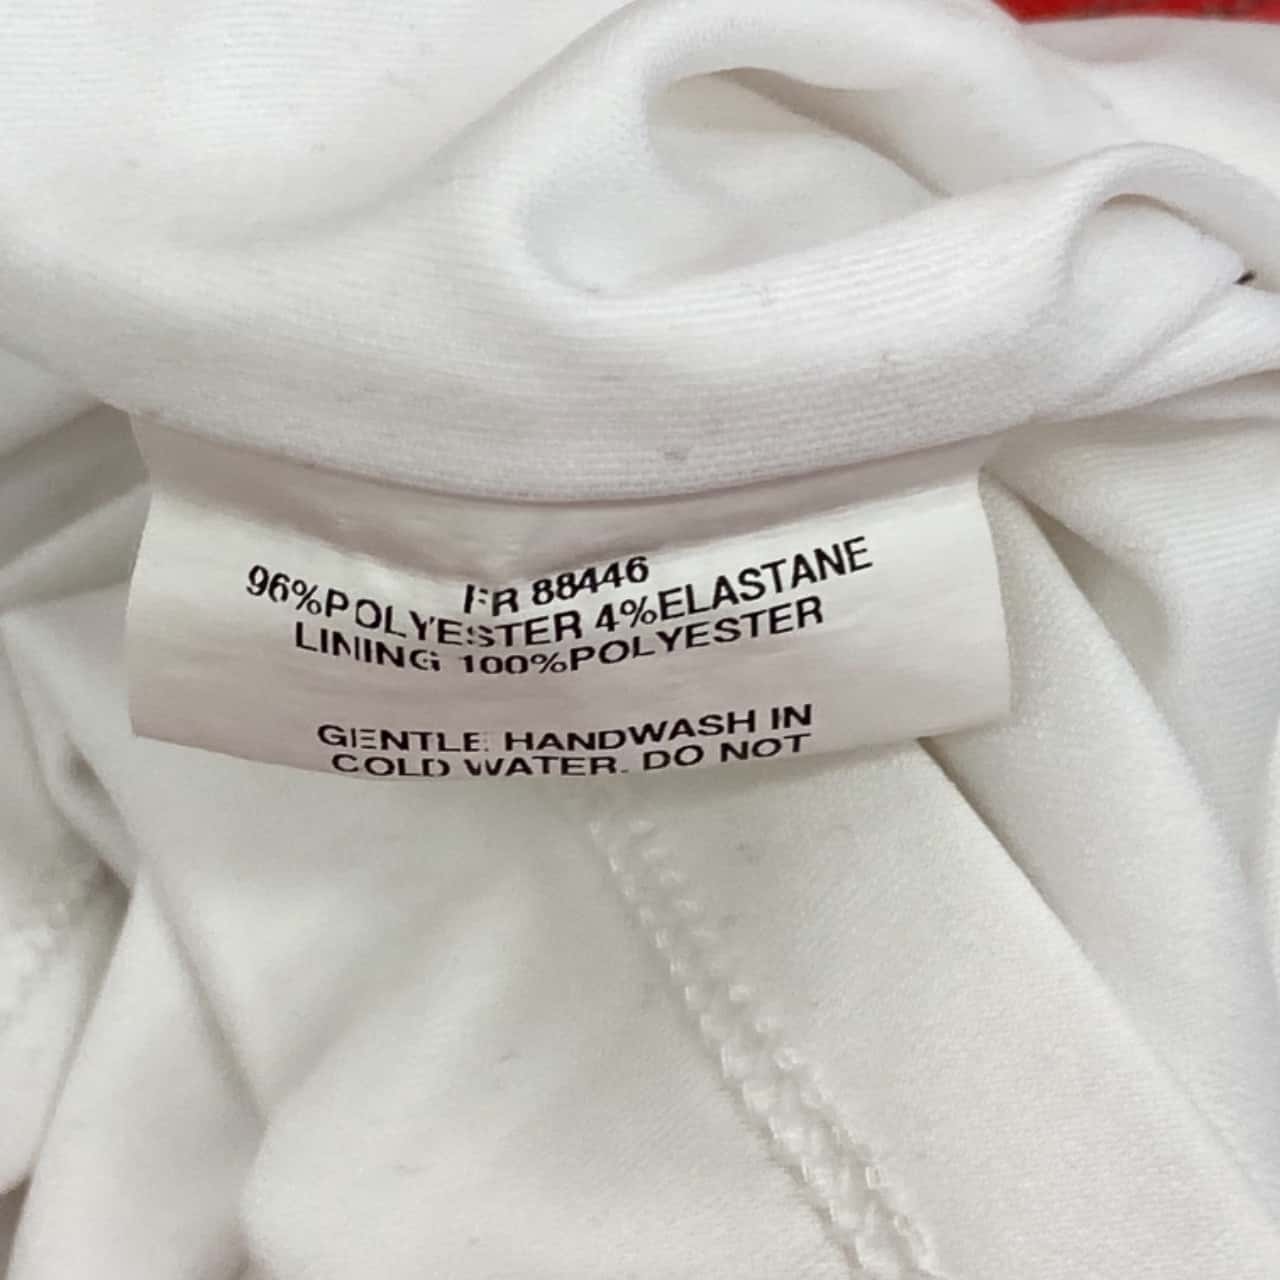 FR 88446
96%POLYESTER 4%ELASTANE
LINING 100%POLYESTER
GENTLE HANDWASH IN
COLD WATER. DO NOT